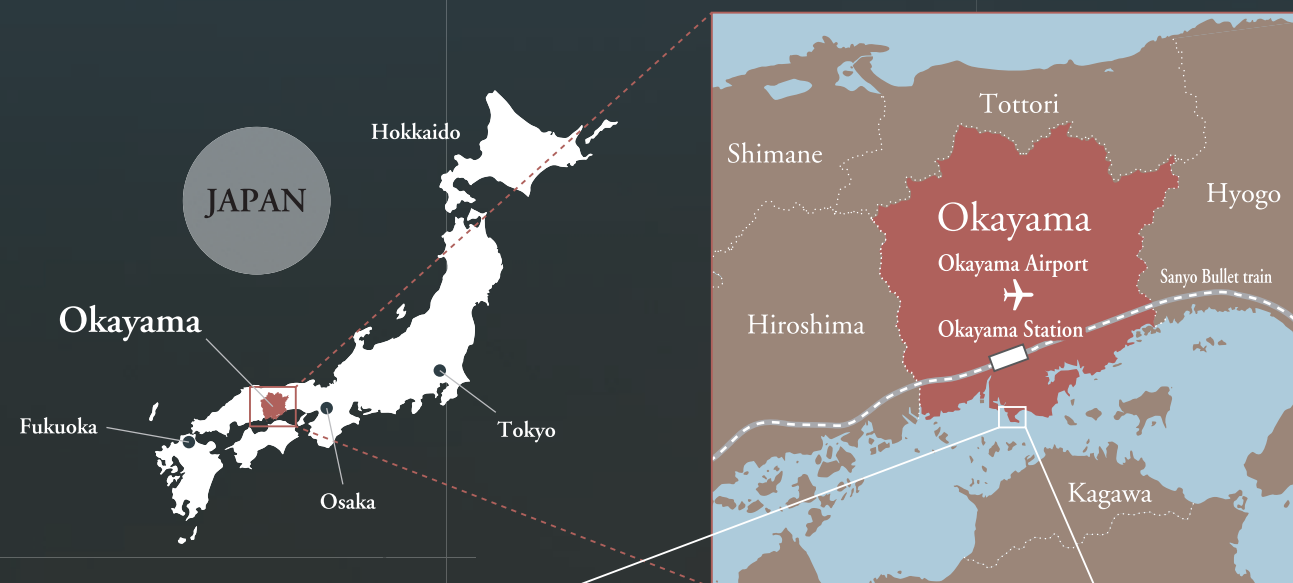 Hokkaido
JAPAN
Okayama
Fukuoka
Tokyo
Osaka
Tottori
Shimane
Hyogo
Okayama
Okayama Airport
Sanyo Bullet train
Hiroshima
Okayama Station
Kagawa